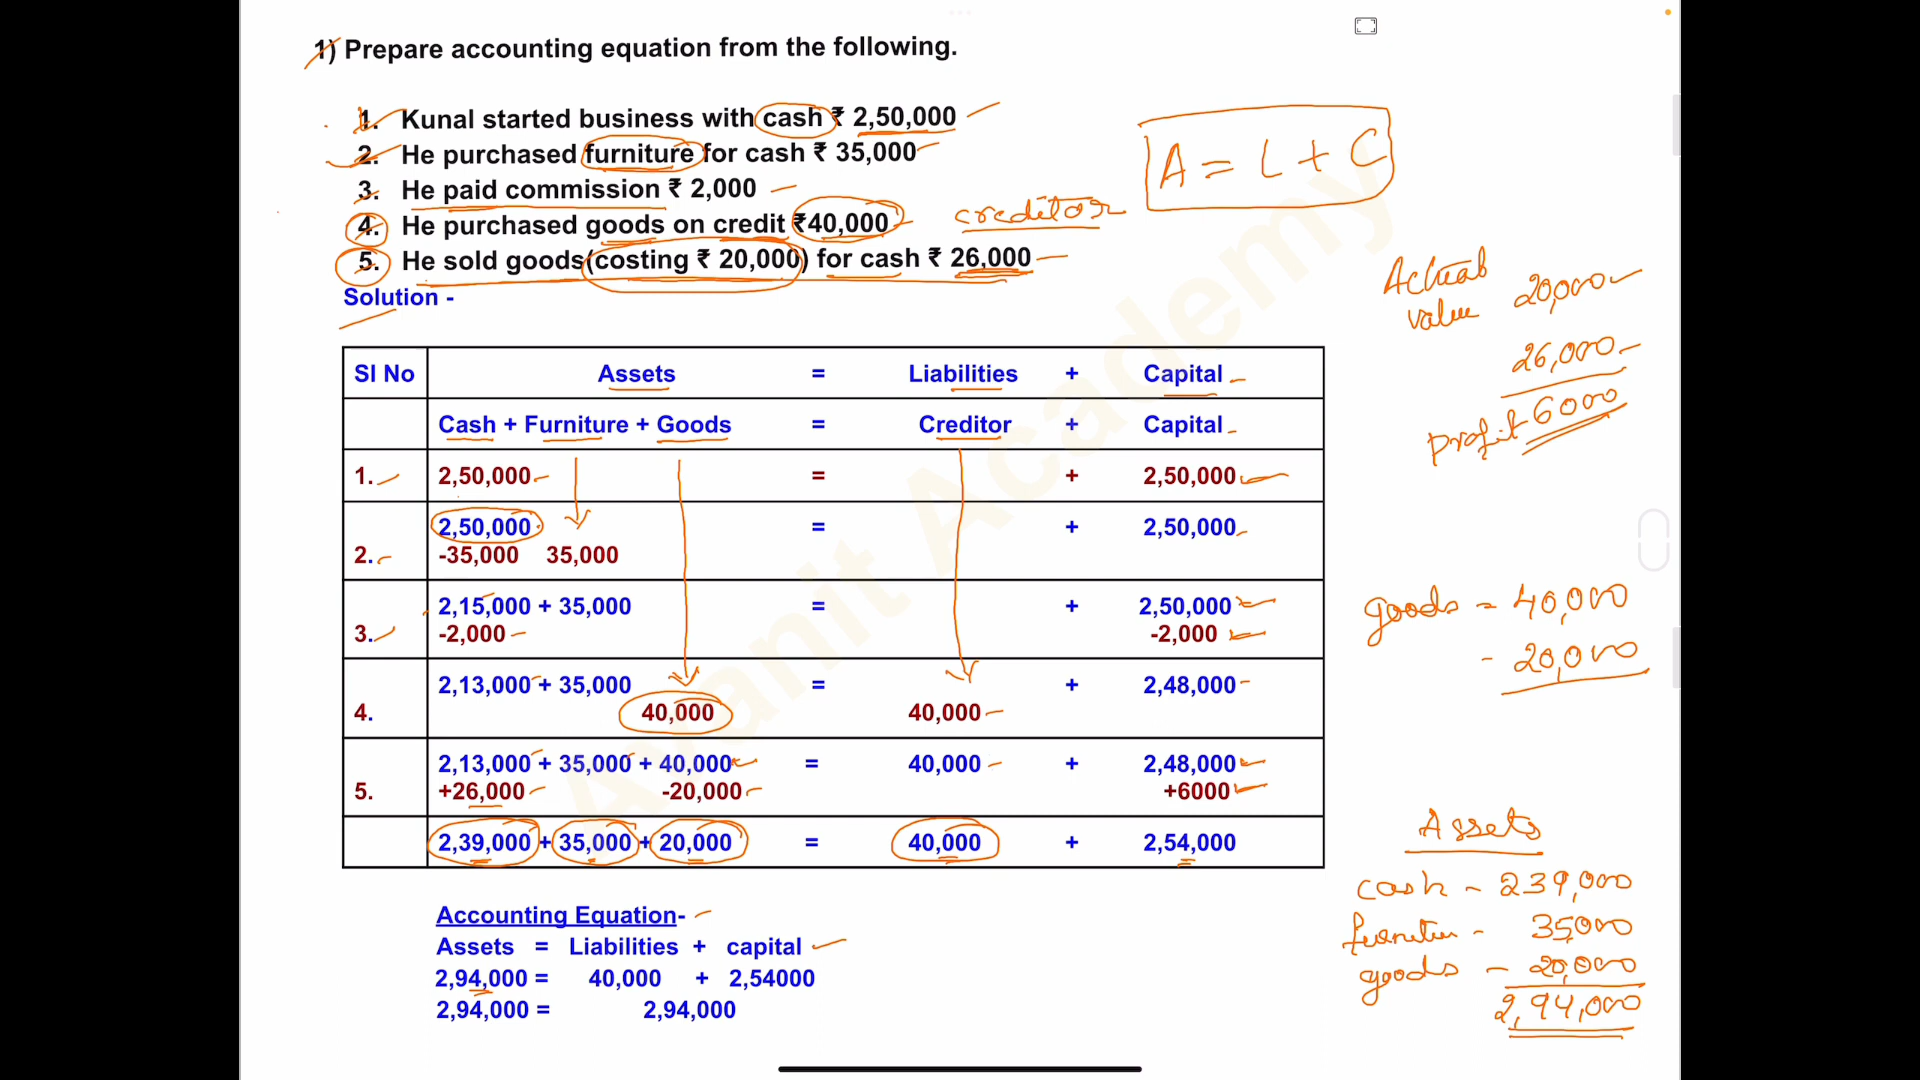 1) Prepare accounting equation from the following.
1. Kunal started business with cash ₹ 2,50,000
2. He purchased furniture for cash ₹ 35,000
3. He paid commission ₹ 2,000
4. He purchased goods on credit ₹40,000 creditor
5. He sold goods(costing ₹ 20,000) for cash ₹ 26,000
A = L + C
Solution -
Actual value 20,000
26,000
Profit - 6000
Sl No Assets = Liabilities + Capital
Cash + Furniture + Goods = Creditor + Capital
1. 2,50,000 = + 2,50,000
2,50,000 = + 2,50,000
2. -35,000 35,000
2,15,000 + 35,000 = + 2,50,000
3. -2,000 -2,000
2,13,000 + 35,000 = + 2,48,000
4. 40,000 40,000
2,13,000 + 35,000 + 40,000 = 40,000 + 2,48,000
5. +26,000 -20,000 +6000
2,39,000 + 35,000 + 20,000 = 40,000 + 2,54,000
goods - 40,000
- 20,000
Accounting Equation-
Assets = Liabilities + capital
2,94,000 = 40,000 + 2,54000
2,94,000 = 2,94,000
Assets
cash - 239,000
furniture - 35000
goods - 20,000
2,94,000
Avanit Academy